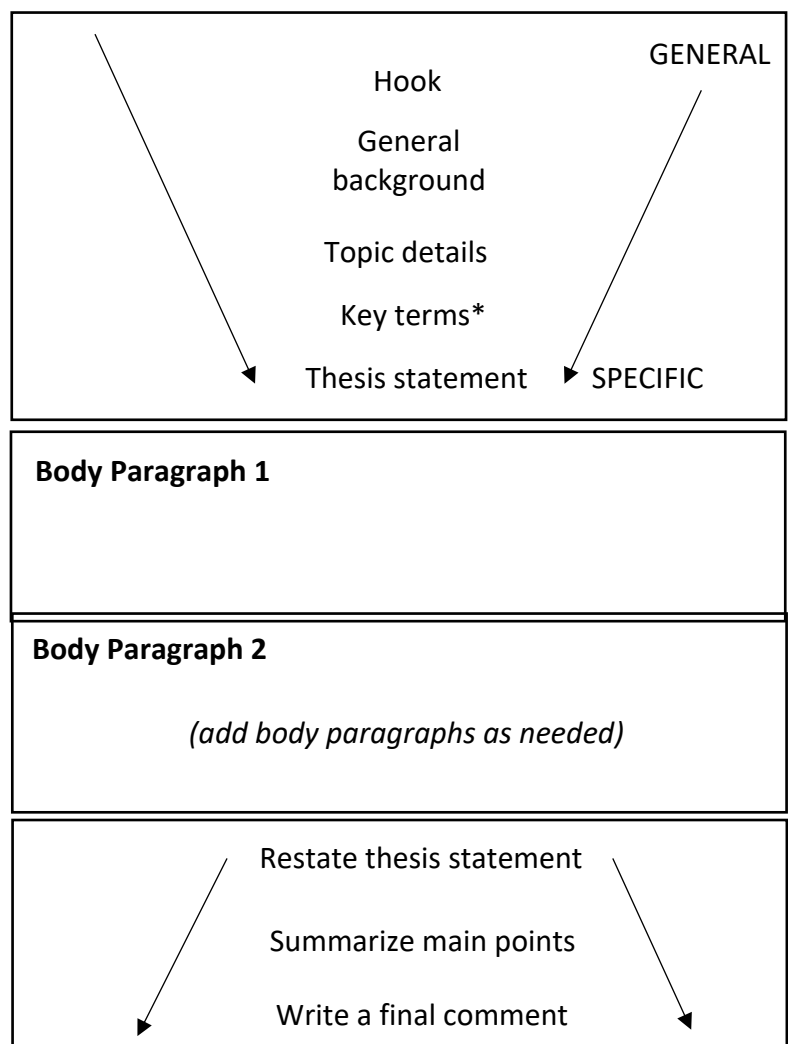 GENERAL
Hook
General
background
Topic details
Key terms*
Thesis statement
SPECIFIC
Body Paragraph 1
Body Paragraph 2
(add body paragraphs as needed)
Restate thesis statement
Summarize main points
Write a final comment